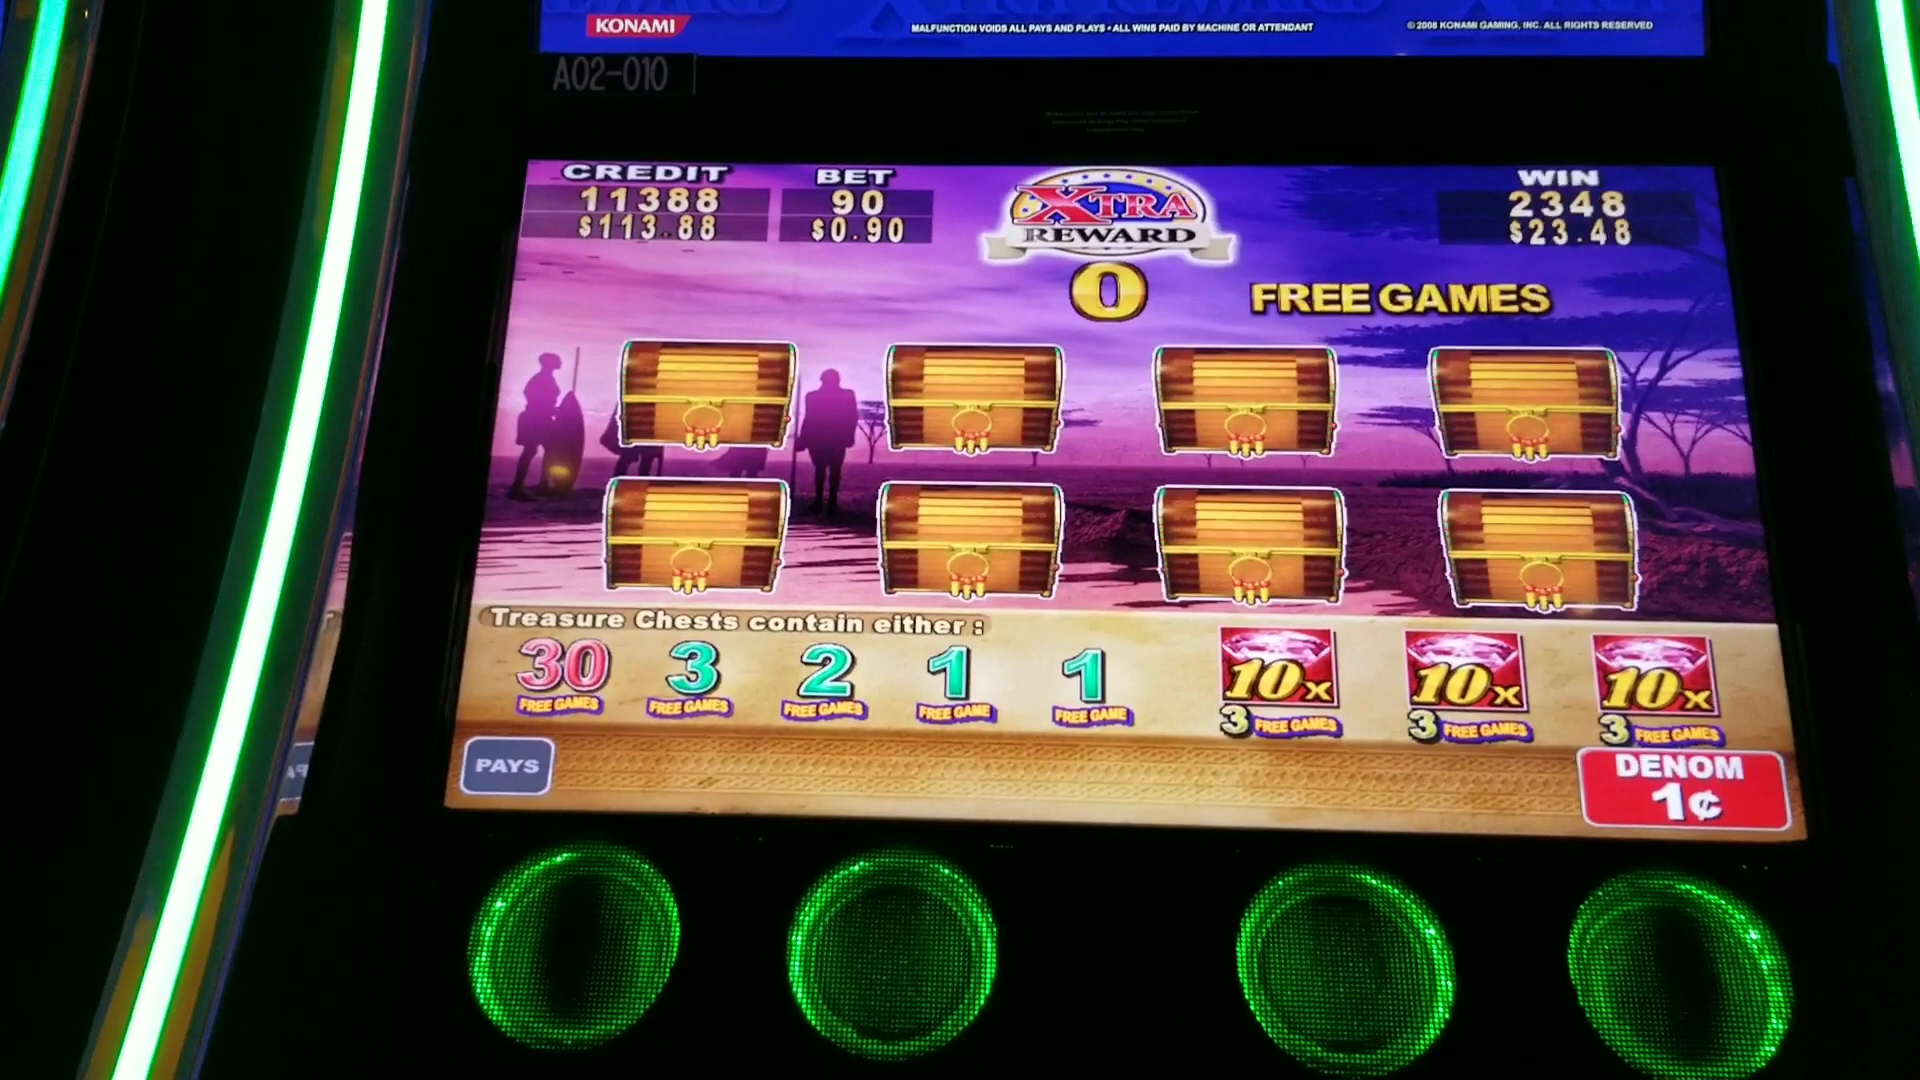 KONAMI
MALFUNCTION VOIDS ALL PAYS AND PLAYS • ALL WINS PAID BY MACHINE OR ATTENDANT
© 2008 KONAMI GAMING, INC. ALL RIGHTS RESERVED
A02-010
CREDIT
11388
$113.88
BET
90
$0.90
XTRA
REWARD
WIN
2348
$23.48
0 FREE GAMES
Treasure Chests contain either :
30 FREE GAMES
3 FREE GAMES
2 FREE GAMES
1 FREE GAME
1 FREE GAME
10x
3 FREE GAMES
10x
3 FREE GAMES
10x
3 FREE GAMES
PAYS
DENOM
1¢